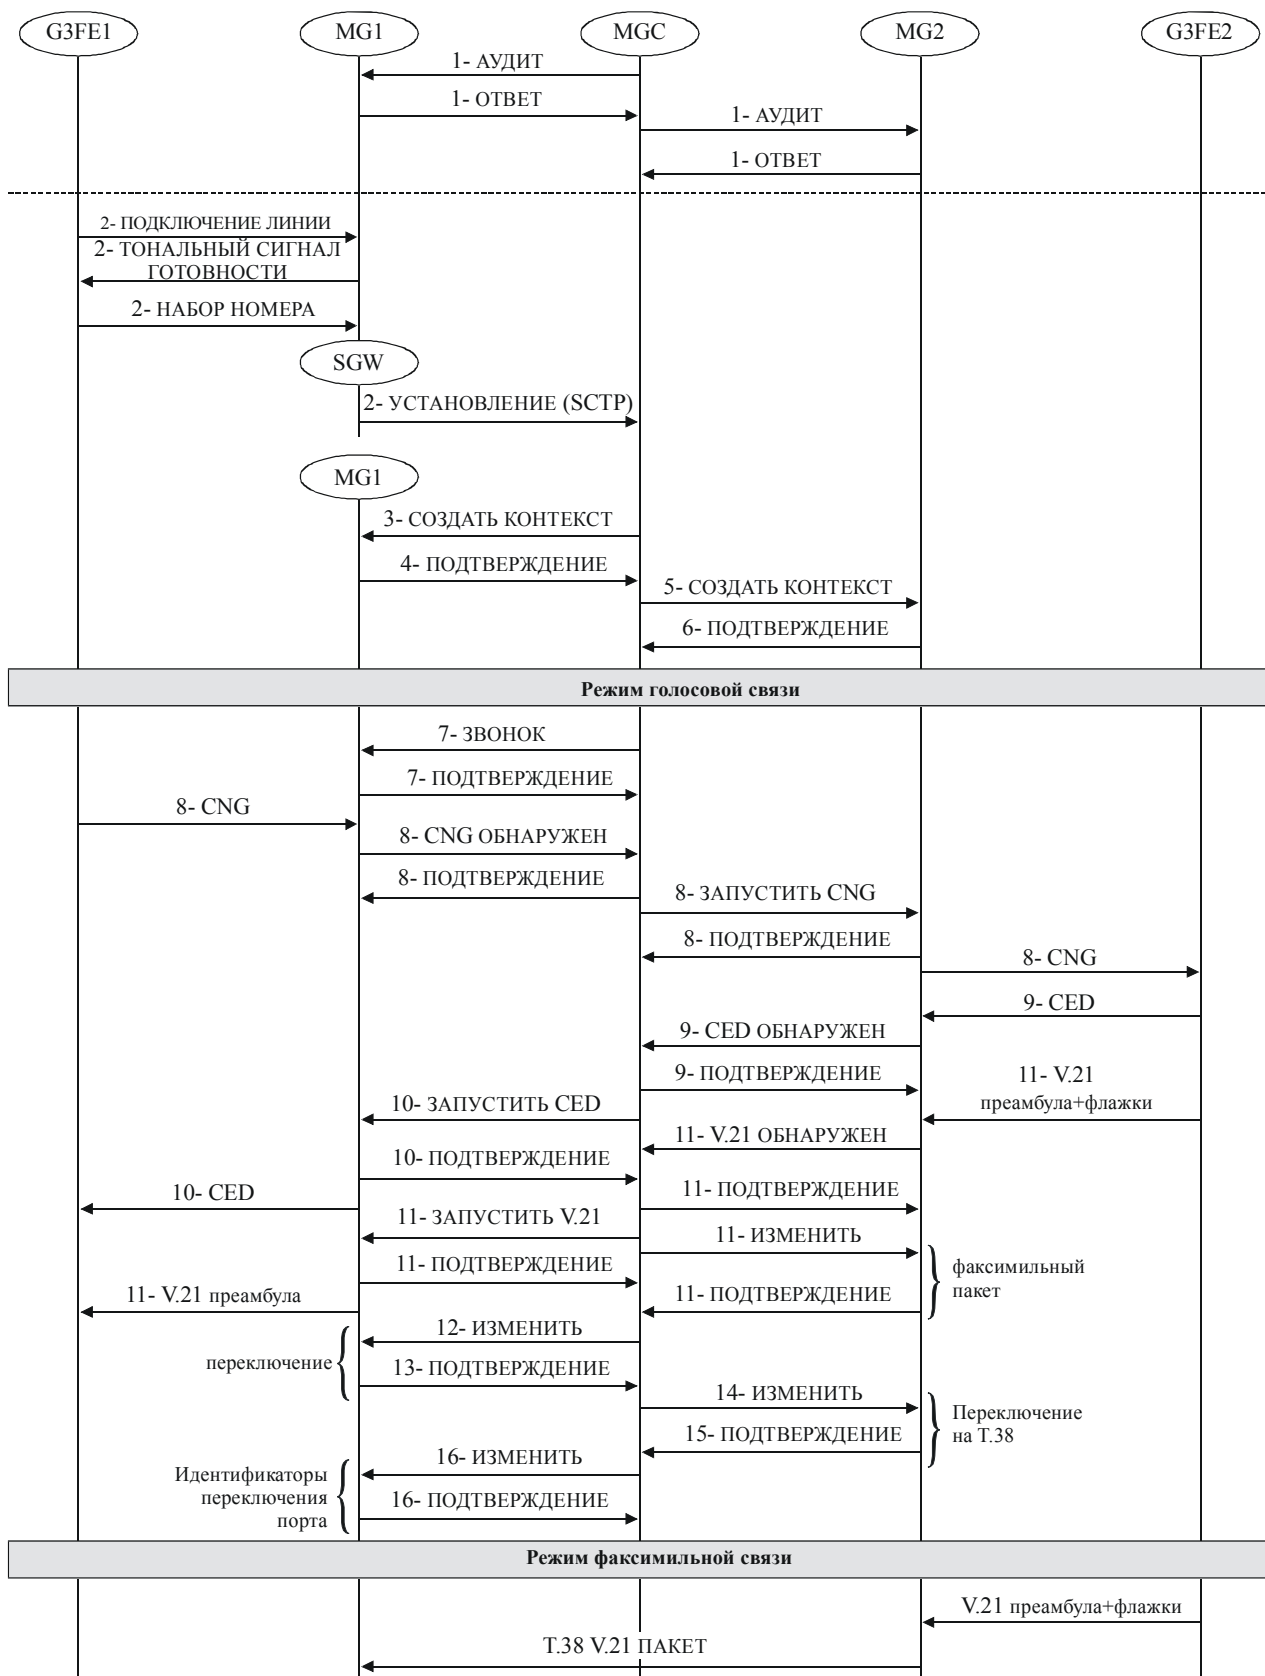 G3FE1 MG1 MGC MG2 G3FE2
1- АУДИТ
1- ОТВЕТ
1- АУДИТ
1- ОТВЕТ
2- ПОДКЛЮЧЕНИЕ ЛИНИИ
2- ТОНАЛЬНЫЙ СИГНАЛ
ГОТОВНОСТИ
2- НАБОР НОМЕРА
SGW
2- УСТАНОВЛЕНИЕ (SCTP)
MG1
3- СОЗДАТЬ КОНТЕКСТ
4- ПОДТВЕРЖДЕНИЕ
5- СОЗДАТЬ КОНТЕКСТ
6- ПОДТВЕРЖДЕНИЕ
Режим голосовой связи
7- ЗВОНОК
7- ПОДТВЕРЖДЕНИЕ
8- CNG
8- CNG ОБНАРУЖЕН
8- ПОДТВЕРЖДЕНИЕ
8- ЗАПУСТИТЬ CNG
8- ПОДТВЕРЖДЕНИЕ
8- CNG
9- CED
9- CED ОБНАРУЖЕН
9- ПОДТВЕРЖДЕНИЕ
11- V.21
преамбула+флажки
10- ЗАПУСТИТЬ CED
11- V.21 ОБНАРУЖЕН
10- ПОДТВЕРЖДЕНИЕ
10- CED
11- ПОДТВЕРЖДЕНИЕ
11- ЗАПУСТИТЬ V.21
11- ИЗМЕНИТЬ
11- ПОДТВЕРЖДЕНИЕ
факсимильный
пакет
11- V.21 преамбула
11- ПОДТВЕРЖДЕНИЕ
12- ИЗМЕНИТЬ
переключение
13- ПОДТВЕРЖДЕНИЕ
14- ИЗМЕНИТЬ
Переключение
на T.38
15- ПОДТВЕРЖДЕНИЕ
16- ИЗМЕНИТЬ
Идентификаторы
переключения
порта
16- ПОДТВЕРЖДЕНИЕ
Режим факсимильной связи
V.21 преамбула+флажки
T.38 V.21 ПАКЕТ